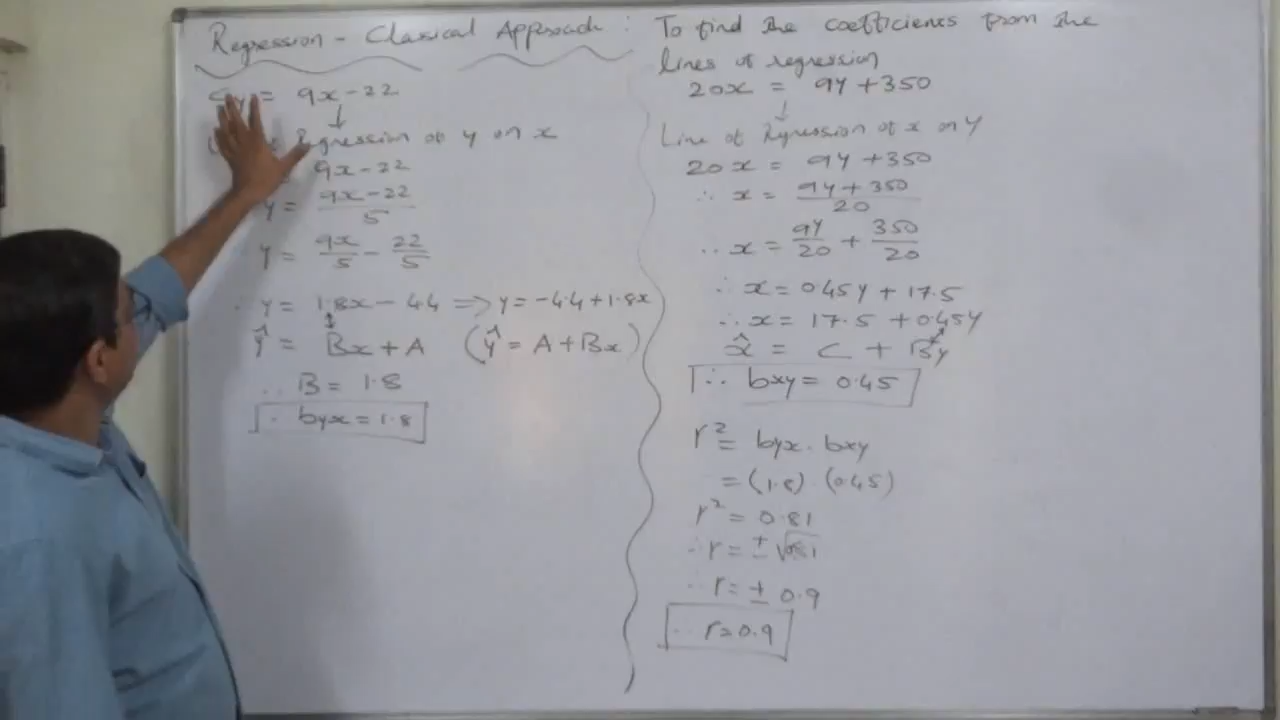 Regression - Classical Approach : To find the coefficients from the
lines of regression
= 9x-22
Regression of y on x
9x-22
y = 9x-22 / 5
y = 9x/5 - 22/5
∴ y = 1.8x - 44 => y = -4.4+1.8x
ŷ = Bx + A (ŷ = A + Bx)
∴ B = 1.8
∴ byx = 1.8
20x = 9y+350
Line of Regression of x on y
20x = 9y+350
∴ x = 9y+350 / 20
∴ x = 9y/20 + 350/20
∴ x = 0.45y + 17.5
∴ x = 17.5 + 0.45y
x̂ = C + By
∴ bxy = 0.45
r² = byx . bxy
= (1.8) . (0.45)
r² = 0.81
∴ r = ± √0.81
∴ r = ± 0.9
∴ r = 0.9